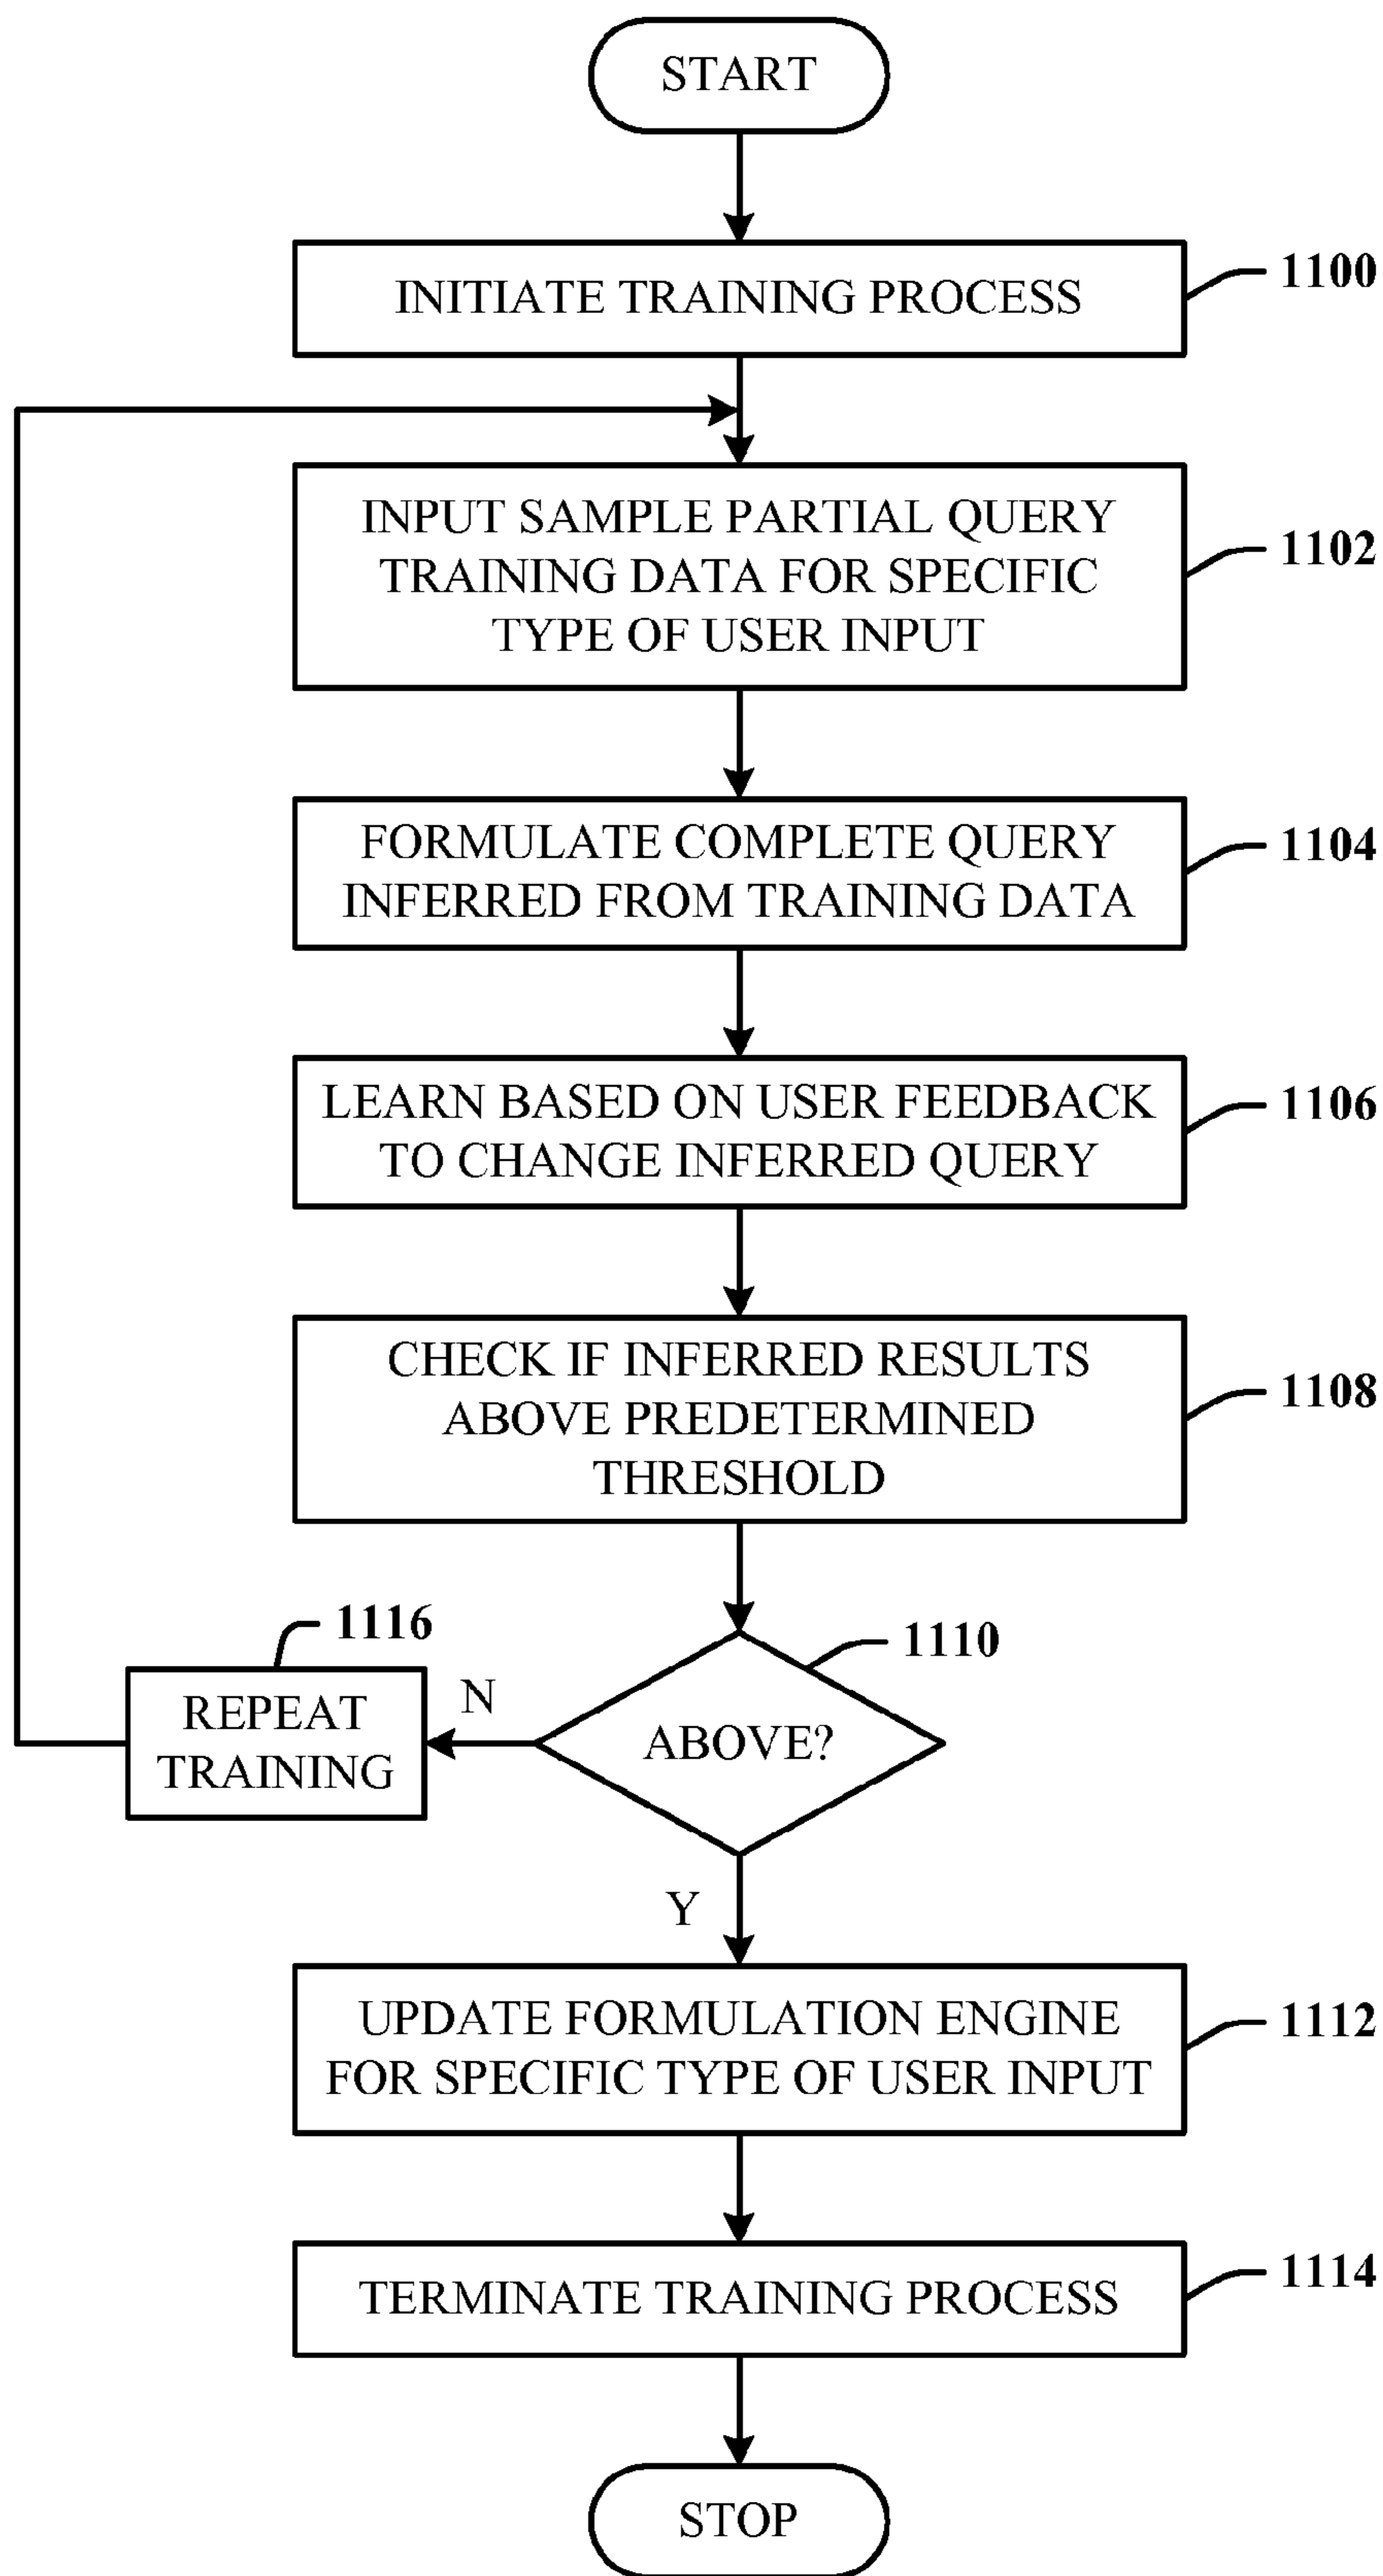 START
INITIATE TRAINING PROCESS
1100
INPUT SAMPLE PARTIAL QUERY
TRAINING DATA FOR SPECIFIC
TYPE OF USER INPUT
1102
FORMULATE COMPLETE QUERY
INFERRED FROM TRAINING DATA
1104
LEARN BASED ON USER FEEDBACK
TO CHANGE INFERRED QUERY
1106
CHECK IF INFERRED RESULTS
ABOVE PREDETERMINED
THRESHOLD
1108
ABOVE?
1110
N
REPEAT
TRAINING
1116
Y
UPDATE FORMULATION ENGINE
FOR SPECIFIC TYPE OF USER INPUT
1112
TERMINATE TRAINING PROCESS
1114
STOP